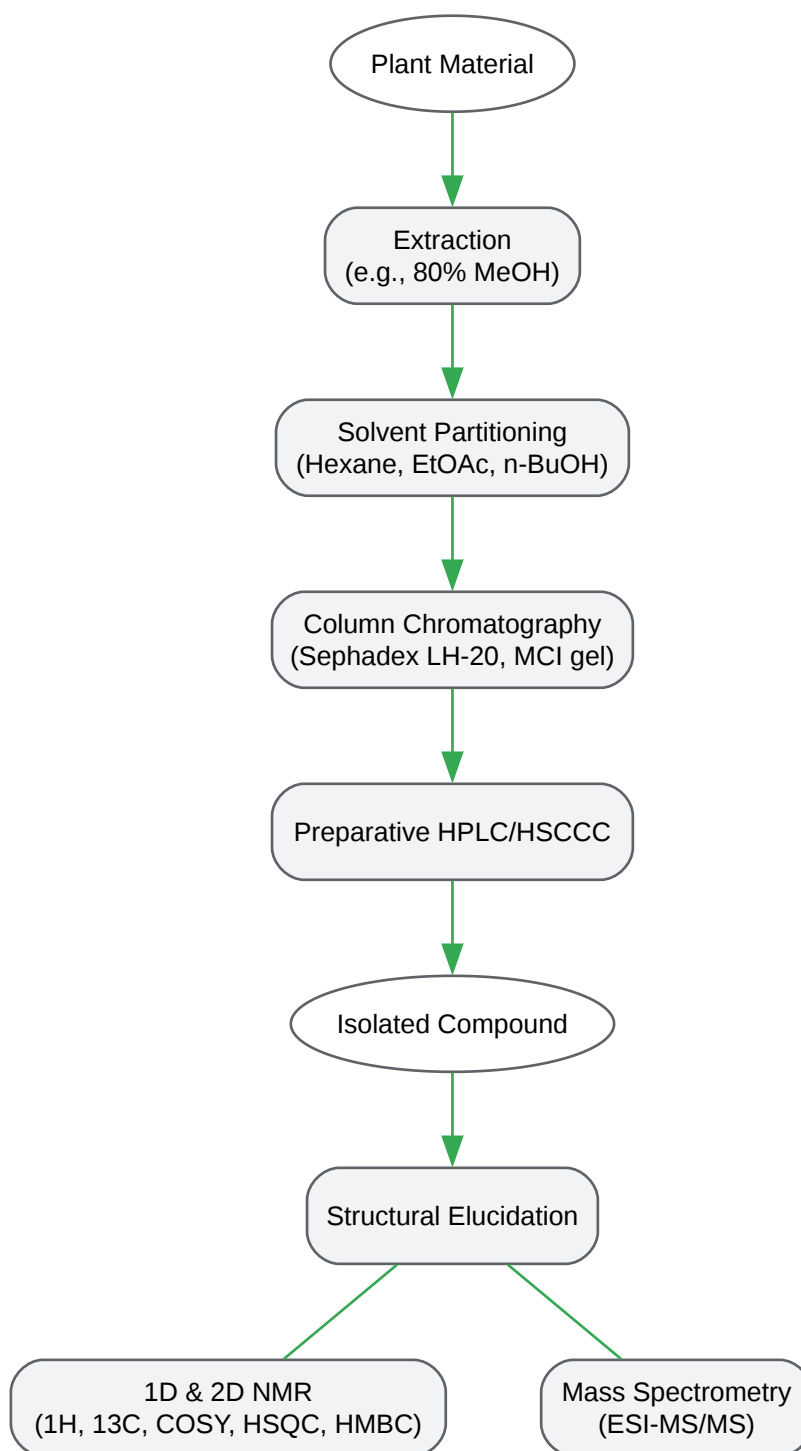 Plant Material
Extraction
(e.g., 80% MeOH)
Solvent Partitioning
(Hexane, EtOAc, n-BuOH)
Column Chromatography
(Sephadex LH-20, MCI gel)
Preparative HPLC/HSCCC
Isolated Compound
Structural Elucidation
1D & 2D NMR
(1H, 13C, COSY, HSQC, HMBC)
Mass Spectrometry
(ESI-MS/MS)